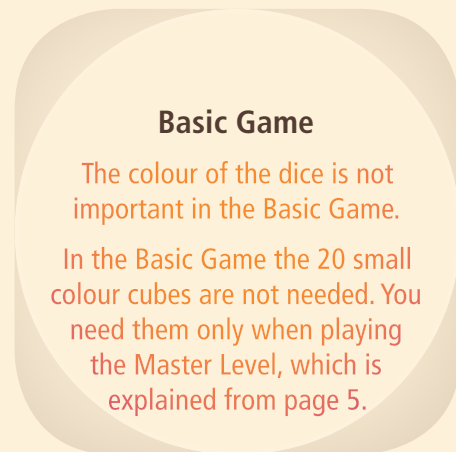 Basic Game
The colour of the dice is not
important in the Basic Game.
In the Basic Game the 20 small
colour cubes are not needed. You
need them only when playing
the Master Level, which is
explained from page 5.